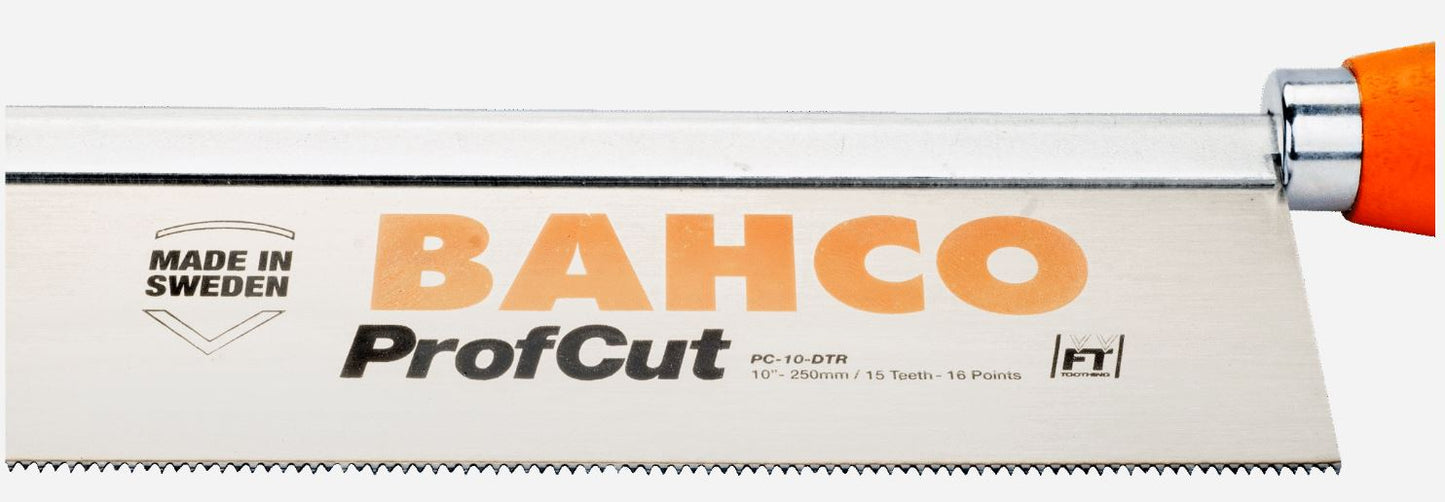 MADE IN
SWEDEN
BAHCO
ProfCut
PC-10-DTR
10"- 250mm / 15 Teeth - 16 Points
FT
TOOTHING